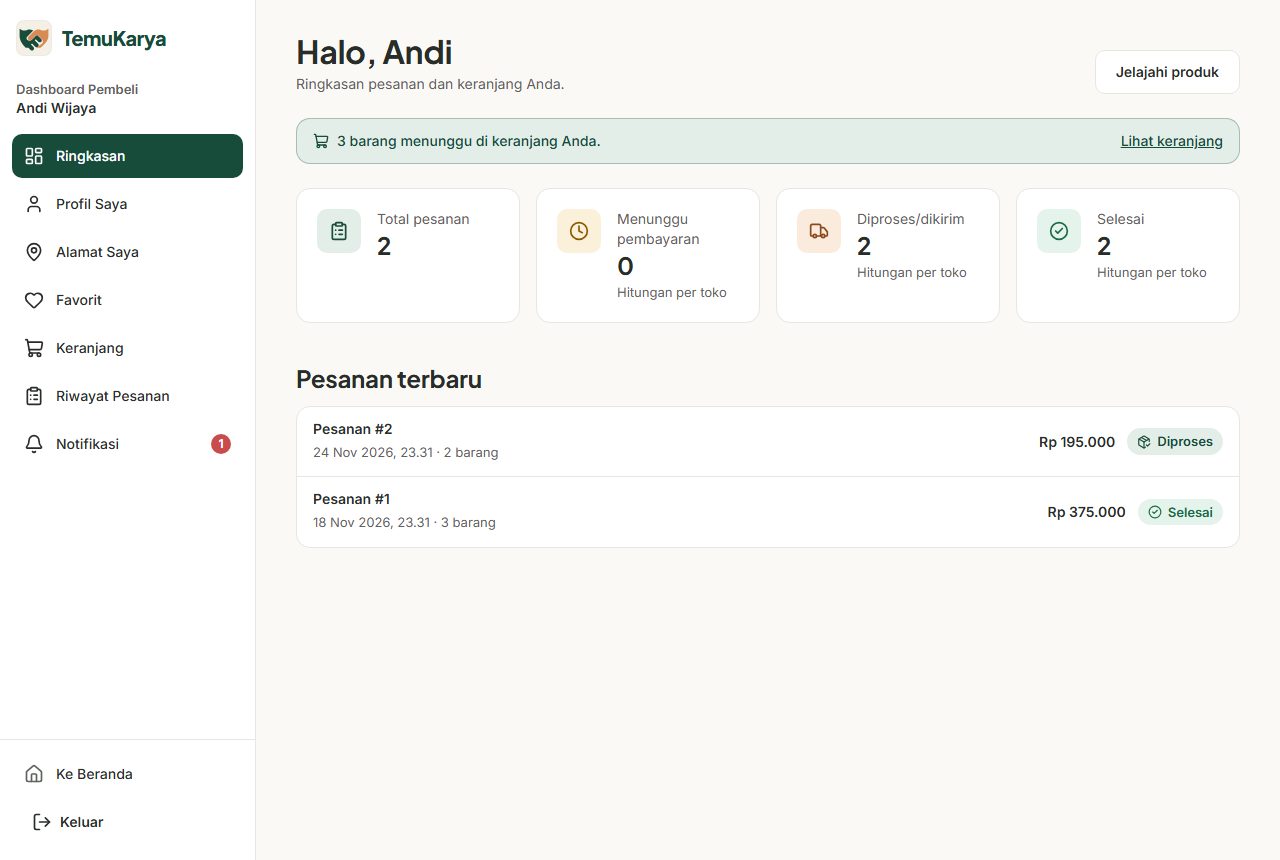 TemuKarya
Dashboard Pembeli
Andi Wijaya
Ringkasan
Profil Saya
Alamat Saya
Favorit
Keranjang
Riwayat Pesanan
Notifikasi 1
Ke Beranda
Keluar
Halo, Andi
Ringkasan pesanan dan keranjang Anda.
Jelajahi produk
3 barang menunggu di keranjang Anda. Lihat keranjang
Total pesanan
2
Menunggu
pembayaran
0
Hitungan per toko
Diproses/dikirim
2
Hitungan per toko
Selesai
2
Hitungan per toko
Pesanan terbaru
Pesanan #2
24 Nov 2026, 23.31 · 2 barang
Rp 195.000 Diproses
Pesanan #1
18 Nov 2026, 23.31 · 3 barang
Rp 375.000 Selesai